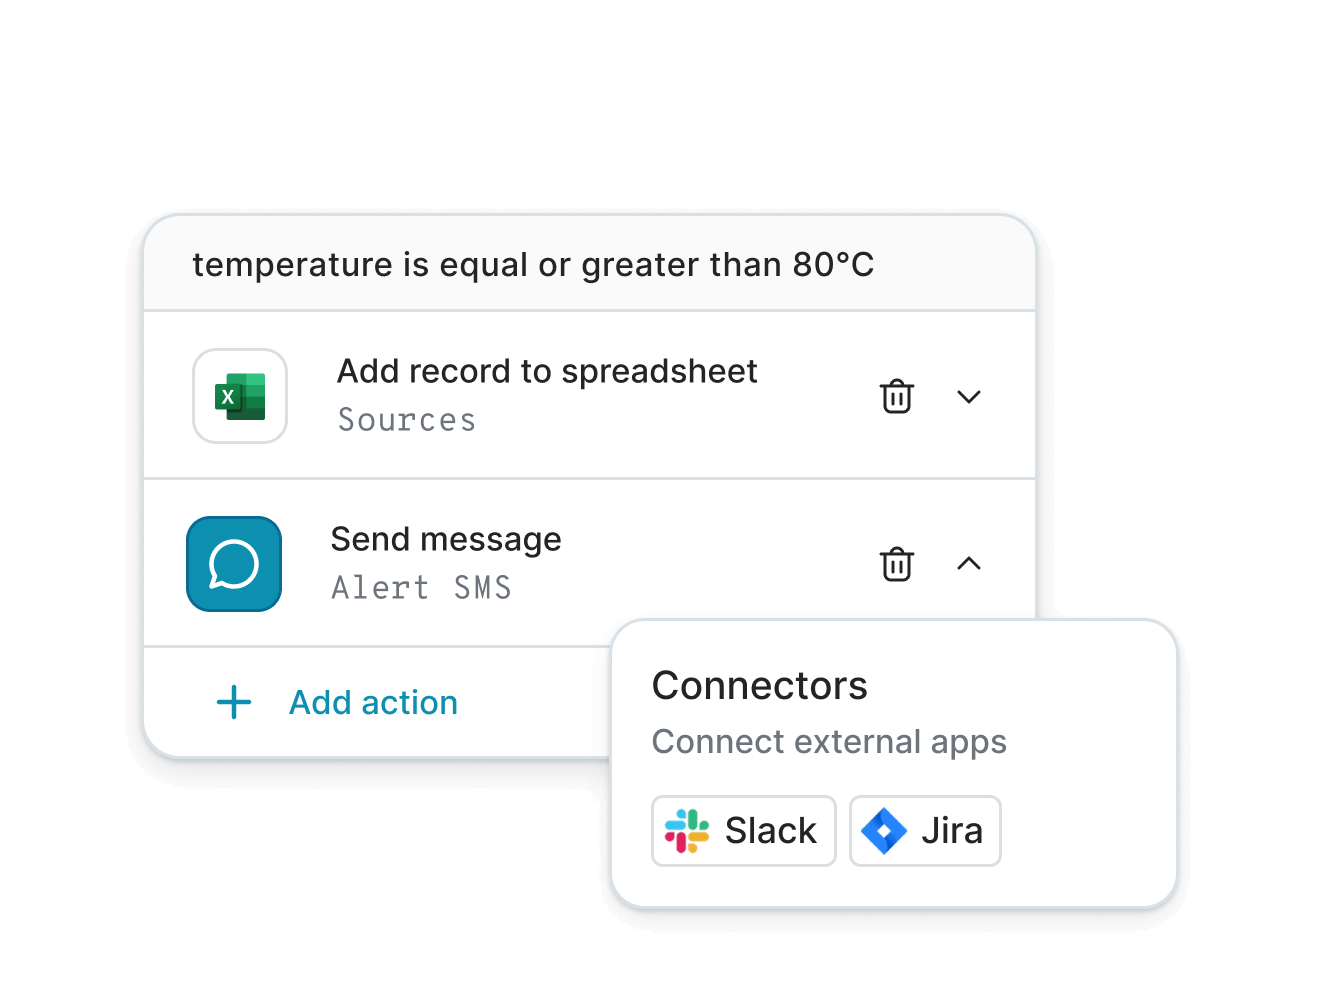 temperature is equal or greater than 80°C
X
Add record to spreadsheet
Sources
Send message
Alert SMS
Add action
Connectors
Connect external apps
Slack
Jira